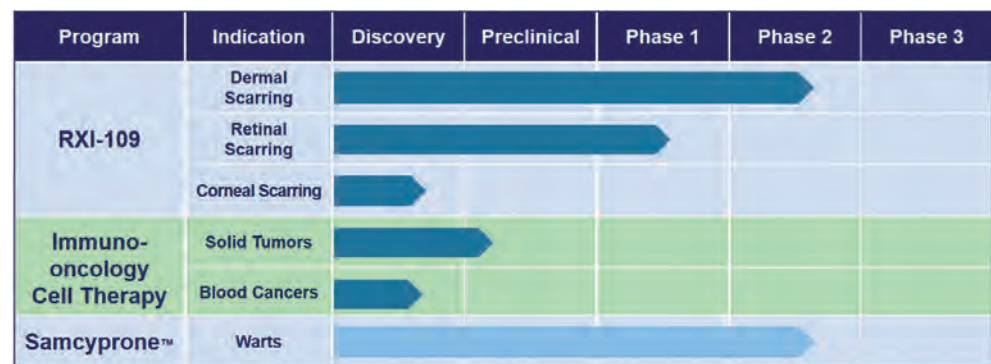 Program Indication Discovery Preclinical Phase 1 Phase 2 Phase 3
Dermal
Scarring
RXI-109
Retinal
Scarring
Corneal Scarring
Immuno-
oncology
Cell Therapy
Solid Tumors
Blood Cancers
Samcyprone™ Warts